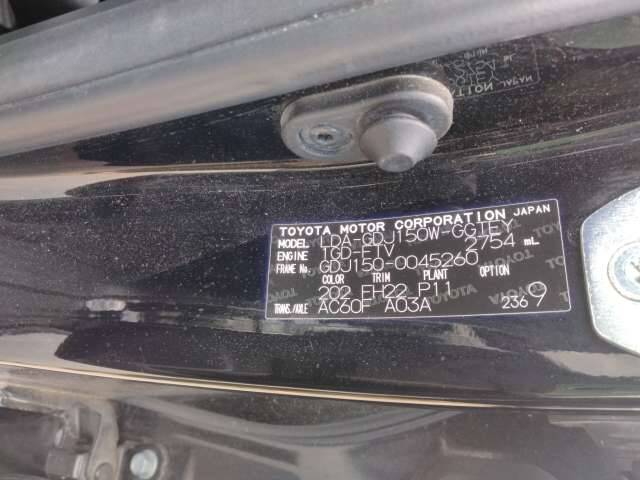 TOYOTA MOTOR CORPORATION JAPAN
MODEL LDA-GDJ150W-GGTEY
ENGINE 1GD-FTV 2754 mL
FRAME No. GDJ150-0045260
COLOR TRIM PLANT OPTION
202 FH22 P11
TRANS./AXLE AC60F A03A 2369